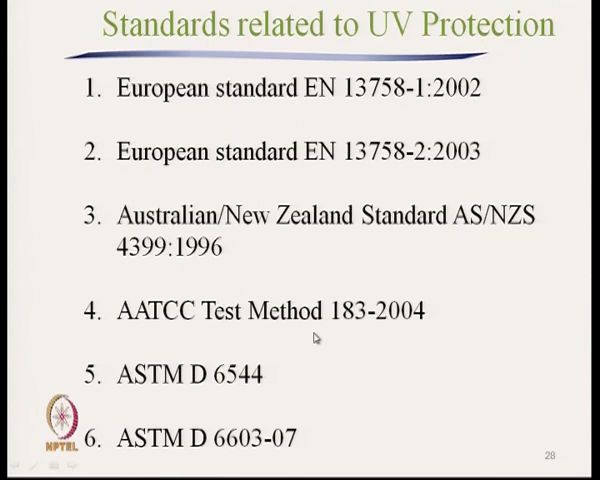 Standards related to UV Protection
1. European standard EN 13758-1:2002
2. European standard EN 13758-2:2003
3. Australian/New Zealand Standard AS/NZS
4399:1996
4. AATCC Test Method 183-2004
5. ASTM D 6544
6. ASTM D 6603-07
NPTEL
28